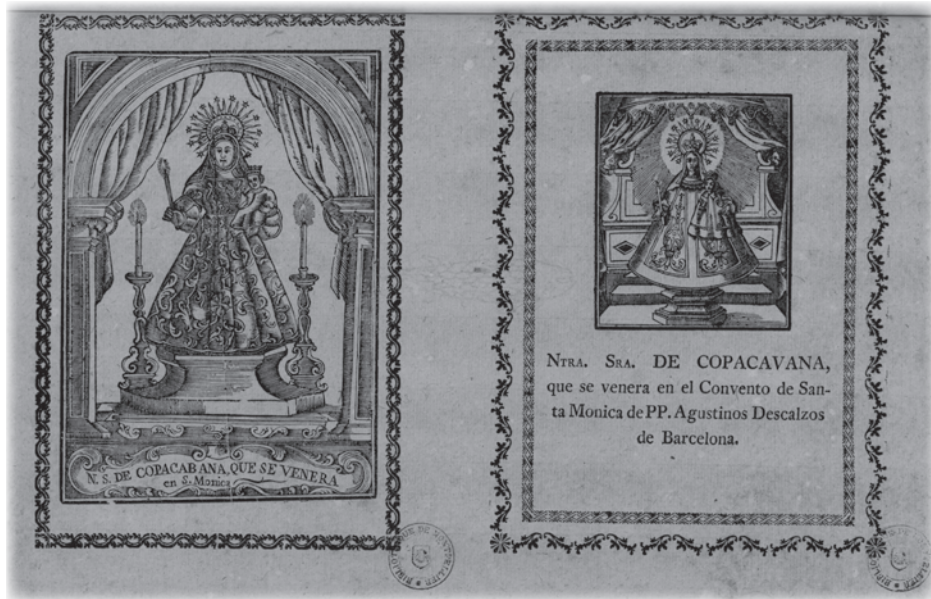 N. S. DE COPACABANA, QUE SE VENERA
en S. Monica
NTRA. SRA. DE COPACAVANA,
que se venera en el Convento de San-
ta Monica de PP. Agustinos Descalzos
de Barcelona.